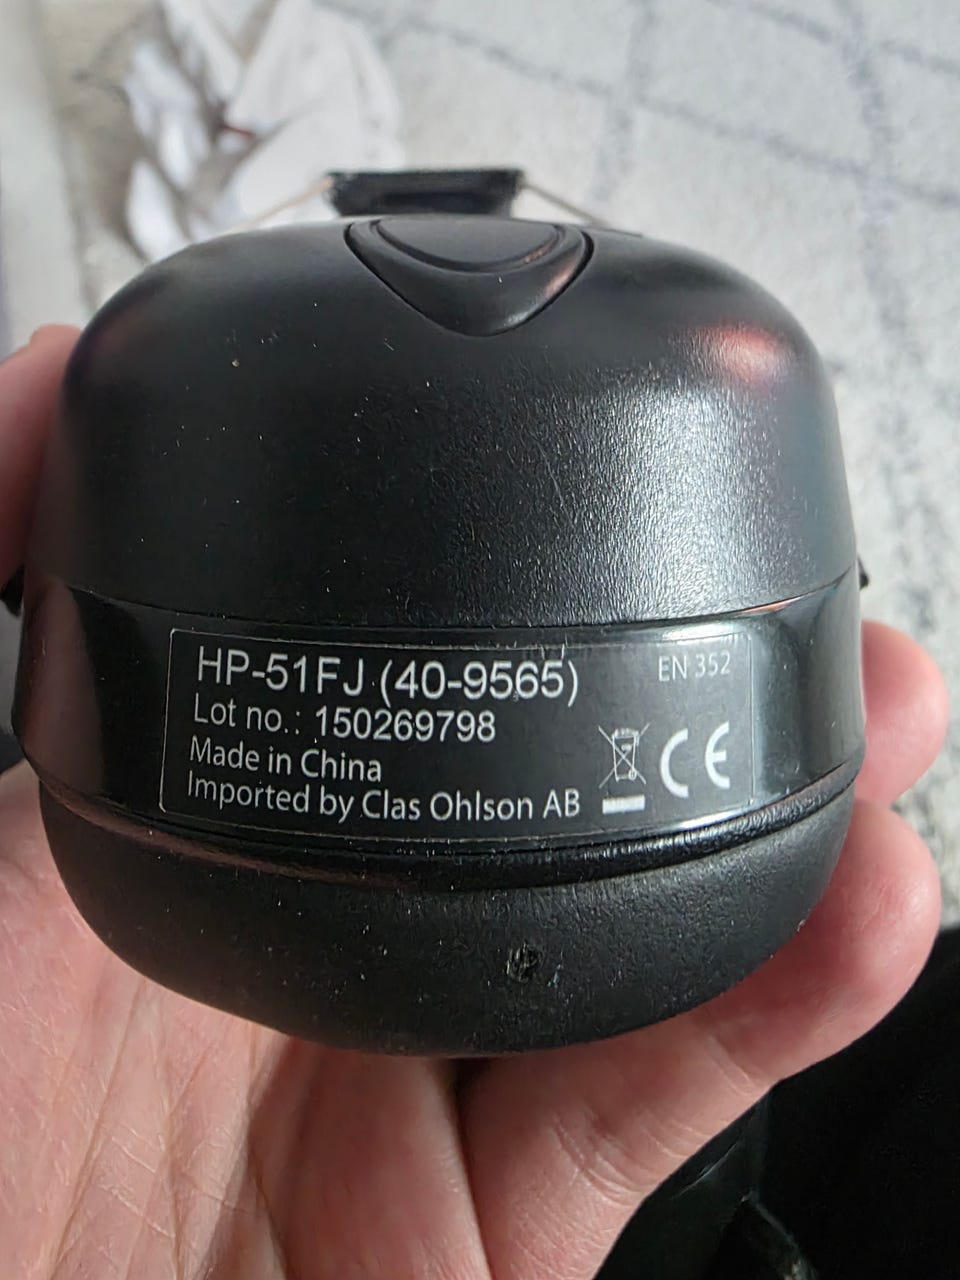 HP-51FJ (40-9565)
EN 352
Lot no.: 150269798
Made in China
Imported by Clas Ohlson AB
CE